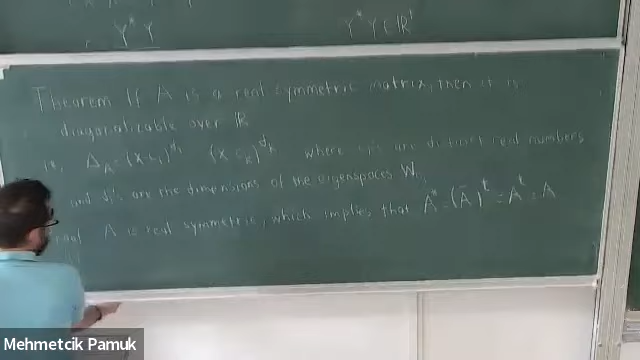 Y* Y
Y* Y ∈ ℝ¹
Theorem If A is a real symmetric matrix, then it is
diagonalizable over ℝ
i.e., Δ_A = (x-c₁)^d₁ (x-c_k)^d_k where c_i's are distinct real numbers
and d_i's are the dimensions of the eigenspaces W_i
A is real symmetric, which implies that A* = (Ā)^t = A^t = A
Mehmetcik Pamuk